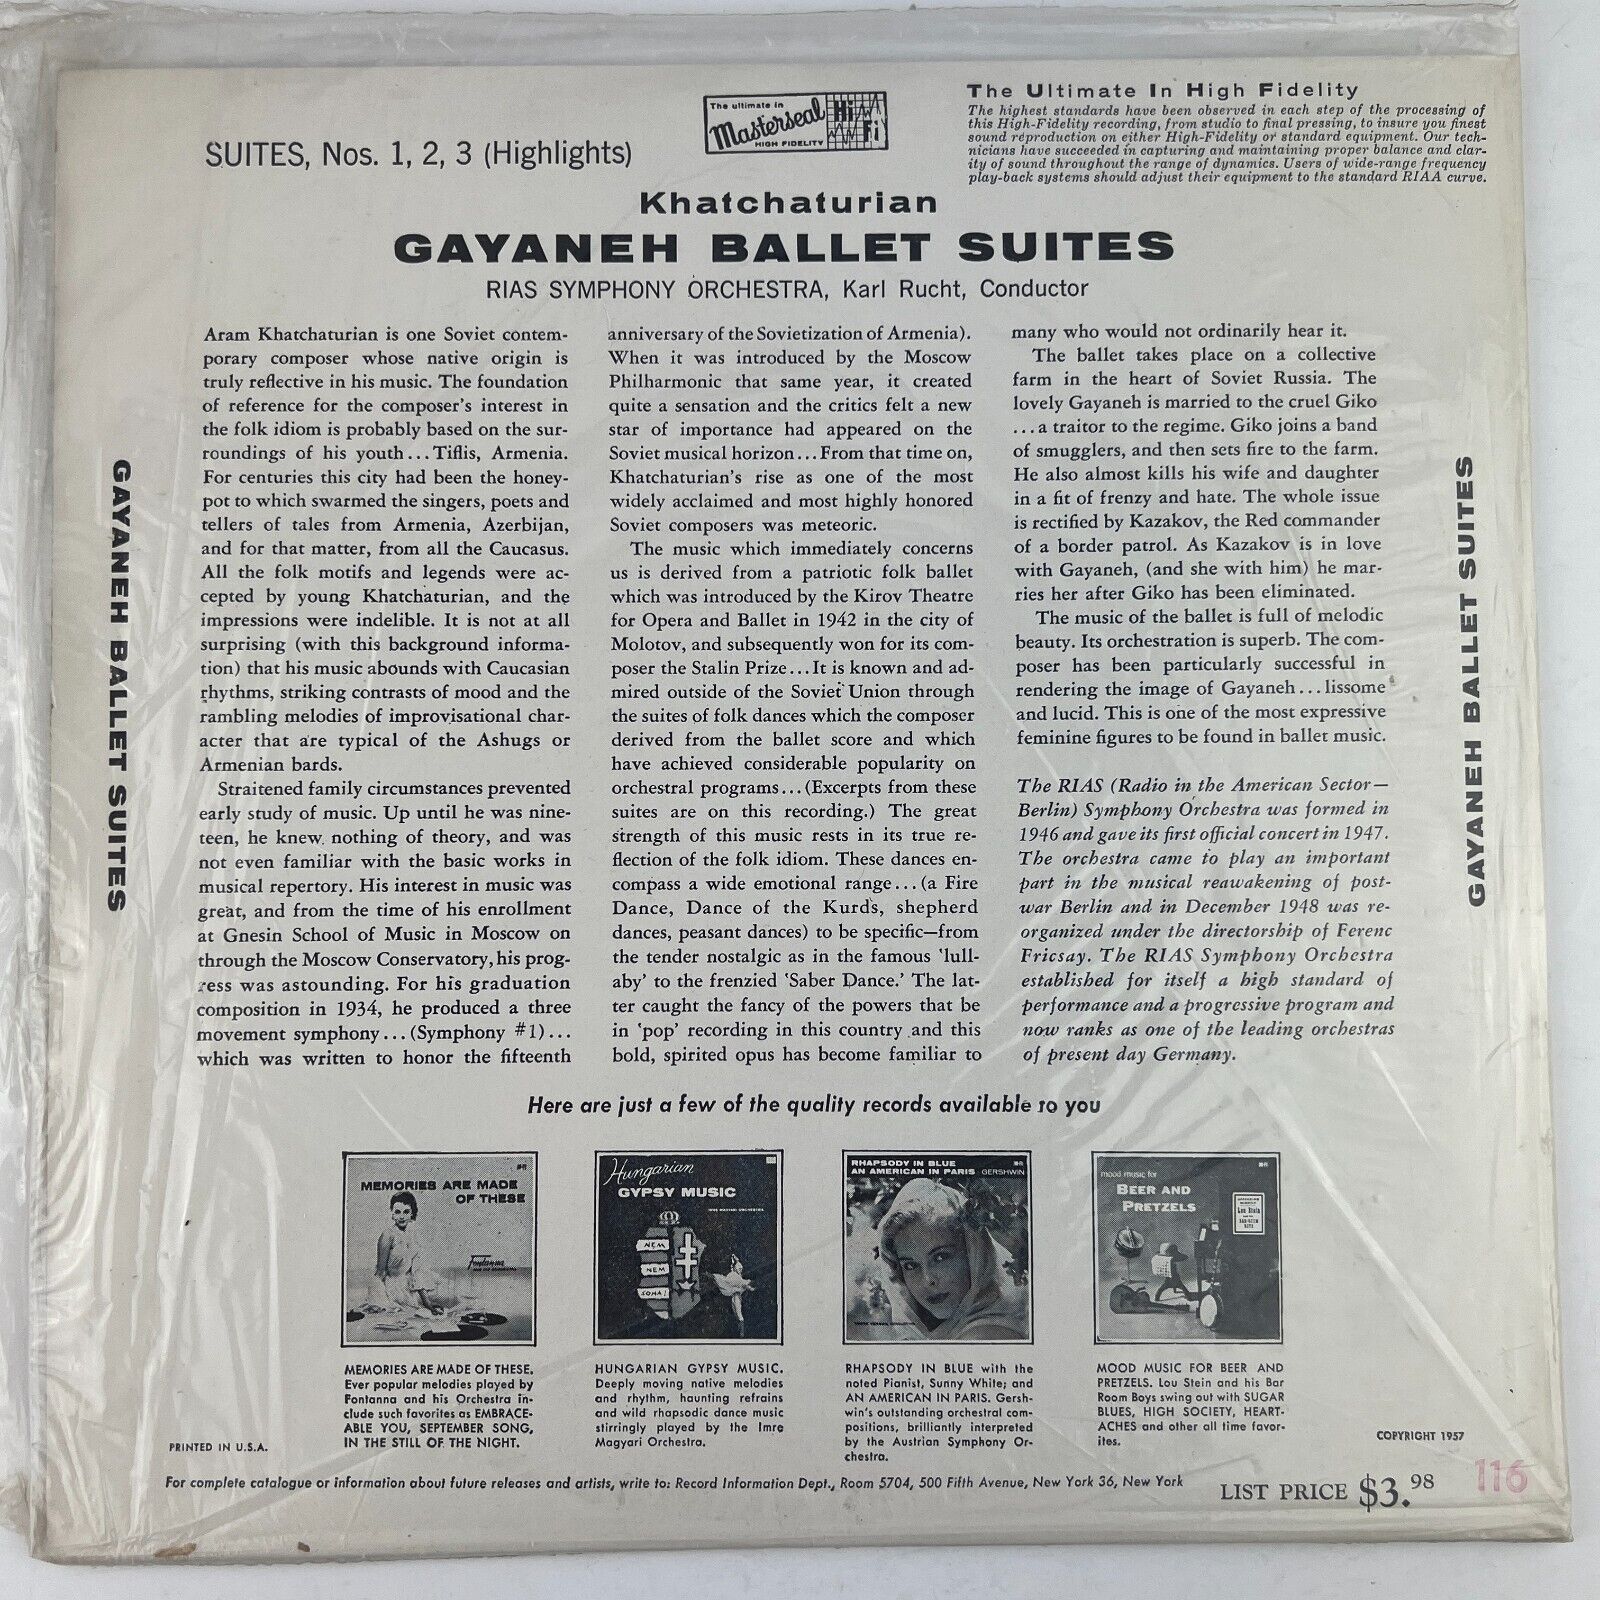 The ultimate in
Masterseal Hi Fi
HIGH FIDELITY
The Ultimate In High Fidelity
The highest standards have been observed in each step of the processing of
this High-Fidelity recording, from studio to final pressing, to insure you finest
sound reproduction on either High-Fidelity or standard equipment. Our tech-
nicians have succeeded in capturing and maintaining proper balance and clar-
ity of sound throughout the range of dynamics. Users of wide-range frequency
play-back systems should adjust their equipment to the standard RIAA curve.
SUITES, Nos. 1, 2, 3 (Highlights)
Khatchaturian
GAYANEH BALLET SUITES
RIAS SYMPHONY ORCHESTRA, Karl Rucht, Conductor
GAYANEH BALLET SUITES
Aram Khatchaturian is one Soviet contem-
porary composer whose native origin is
truly reflective in his music. The foundation
of reference for the composer's interest in
the folk idiom is probably based on the sur-
roundings of his youth...Tiflis, Armenia.
For centuries this city had been the honey-
pot to which swarmed the singers, poets and
tellers of tales from Armenia, Azerbijan,
and for that matter, from all the Caucasus.
All the folk motifs and legends were ac-
cepted by young Khatchaturian, and the
impressions were indelible. It is not at all
surprising (with this background informa-
tion) that his music abounds with Caucasian
rhythms, striking contrasts of mood and the
rambling melodies of improvisational char-
acter that are typical of the Ashugs or
Armenian bards.
Straitened family circumstances prevented
early study of music. Up until he was nine-
teen, he knew nothing of theory, and was
not even familiar with the basic works in
musical repertory. His interest in music was
great, and from the time of his enrollment
at Gnesin School of Music in Moscow on
through the Moscow Conservatory, his prog-
ress was astounding. For his graduation
composition in 1934, he produced a three
movement symphony...(Symphony #1)...
which was written to honor the fifteenth
anniversary of the Sovietization of Armenia).
When it was introduced by the Moscow
Philharmonic that same year, it created
quite a sensation and the critics felt a new
star of importance had appeared on the
Soviet musical horizon...From that time on,
Khatchaturian's rise as one of the most
widely acclaimed and most highly honored
Soviet composers was meteoric.
The music which immediately concerns
us is derived from a patriotic folk ballet
which was introduced by the Kirov Theatre
for Opera and Ballet in 1942 in the city of
Molotov, and subsequently won for its com-
poser the Stalin Prize...It is known and ad-
mired outside of the Soviet Union through
the suites of folk dances which the composer
derived from the ballet score and which
have achieved considerable popularity on
orchestral programs...(Excerpts from these
suites are on this recording.) The great
strength of this music rests in its true re-
flection of the folk idiom. These dances en-
compass a wide emotional range...(a Fire
Dance, Dance of the Kurds, shepherd
dances, peasant dances) to be specific—from
the tender nostalgic as in the famous 'lull-
aby' to the frenzied 'Saber Dance.' The lat-
ter caught the fancy of the powers that be
in 'pop' recording in this country and this
bold, spirited opus has become familiar to
many who would not ordinarily hear it.
The ballet takes place on a collective
farm in the heart of Soviet Russia. The
lovely Gayaneh is married to the cruel Giko
...a traitor to the regime. Giko joins a band
of smugglers, and then sets fire to the farm.
He also almost kills his wife and daughter
in a fit of frenzy and hate. The whole issue
is rectified by Kazakov, the Red commander
of a border patrol. As Kazakov is in love
with Gayaneh, (and she with him) he mar-
ries her after Giko has been eliminated.
The music of the ballet is full of melodic
beauty. Its orchestration is superb. The com-
poser has been particularly successful in
rendering the image of Gayaneh...lissome
and lucid. This is one of the most expressive
feminine figures to be found in ballet music.
The RIAS (Radio in the American Sector—
Berlin) Symphony Orchestra was formed in
1946 and gave its first official concert in 1947.
The orchestra came to play an important
part in the musical reawakening of post-
war Berlin and in December 1948 was re-
organized under the directorship of Ferenc
Fricsay. The RIAS Symphony Orchestra
established for itself a high standard of
performance and a progressive program and
now ranks as one of the leading orchestras
of present day Germany.
GAYANEH BALLET SUITES
Here are just a few of the quality records available to you
MEMORIES ARE MADE
OF THESE
Fontanna
Hungarian
GYPSY MUSIC
IMRE MAGYARI ORCHESTRA
NEM
NEM
SOHA!
RHAPSODY IN BLUE
AN AMERICAN IN PARIS GERSHWIN
mood music for
BEER AND
PRETZELS
Lou Stein
MEMORIES ARE MADE OF THESE.
Ever popular melodies played by
Fontanna and his Orchestra in-
clude such favorites as EMBRACE-
ABLE YOU, SEPTEMBER SONG,
IN THE STILL OF THE NIGHT.
HUNGARIAN GYPSY MUSIC.
Deeply moving native melodies
and rhythm, haunting refrains
and wild rhapsodic dance music
stirringly played by the Imre
Magyari Orchestra.
RHAPSODY IN BLUE with the
noted Pianist, Sunny White; and
AN AMERICAN IN PARIS. Gersh-
win's outstanding orchestral com-
positions, brilliantly interpreted
by the Austrian Symphony Or-
chestra.
MOOD MUSIC FOR BEER AND
PRETZELS. Lou Stein and his Bar
Room Boys swing out with SUGAR
BLUES, HIGH SOCIETY, HEART-
ACHES and other all time favor-
ites.
PRINTED IN U.S.A.
COPYRIGHT 1957
For complete catalogue or information about future releases and artists, write to: Record Information Dept., Room 5704, 500 Fifth Avenue, New York 36, New York
LIST PRICE $3.98
116